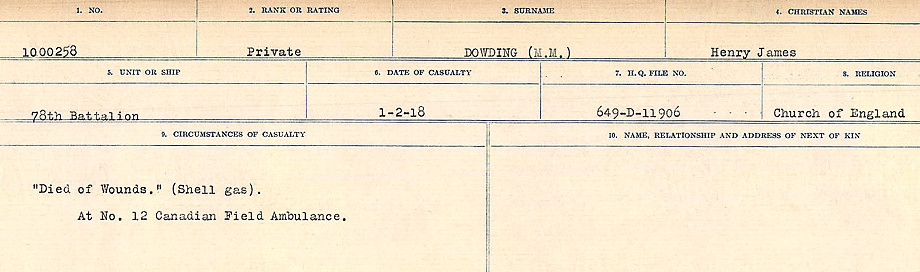 1. NO. 2. RANK OR RATING 3. SURNAME 4. CHRISTIAN NAMES
1000258 Private DOWDING (M.M.) Henry James
5. UNIT OR SHIP 6. DATE OF CASUALTY 7. H.Q. FILE NO. 8. RELIGION
78th Battalion 1-2-18 649-D-11906 Church of England
9. CIRCUMSTANCES OF CASUALTY 10. NAME, RELATIONSHIP AND ADDRESS OF NEXT OF KIN
"Died of Wounds." (Shell gas).
At No. 12 Canadian Field Ambulance.